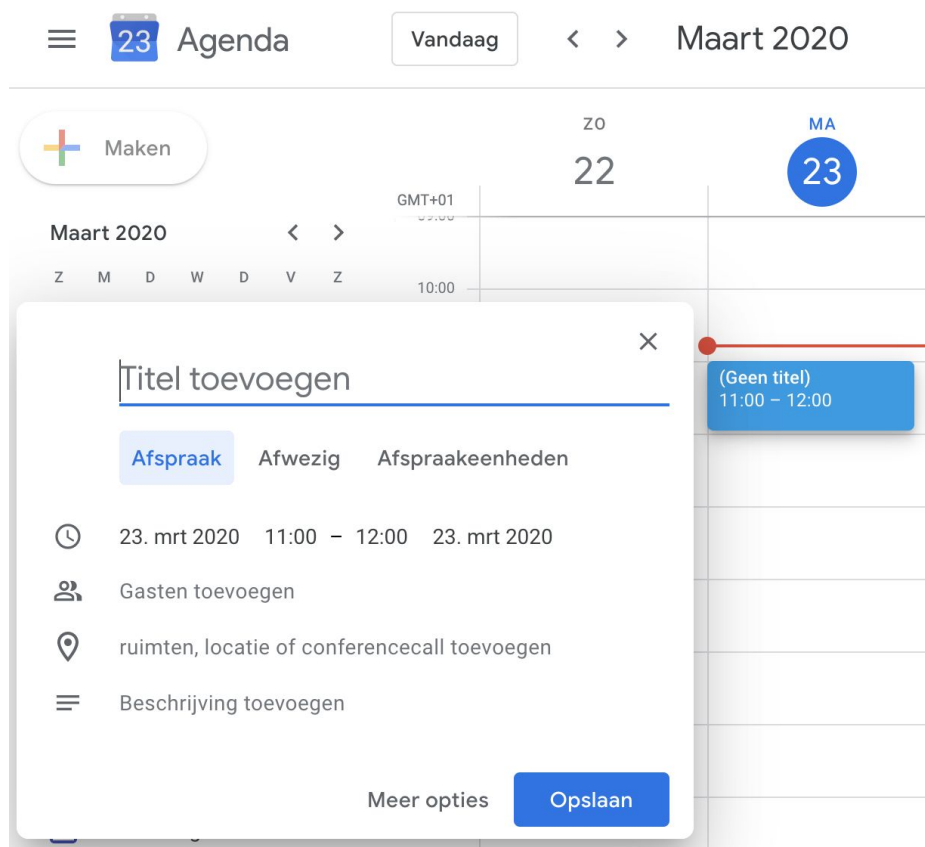 23 Agenda Vandaag Maart 2020
Maken
ZO MA
22 23
GMT+01
Maart 2020
Z M D W D V Z
10:00
Titel toevoegen
(Geen titel)
11:00 – 12:00
Afspraak Afwezig Afspraakeenheden
23. mrt 2020 11:00 – 12:00 23. mrt 2020
Gasten toevoegen
ruimten, locatie of conferencecall toevoegen
Beschrijving toevoegen
Meer opties Opslaan